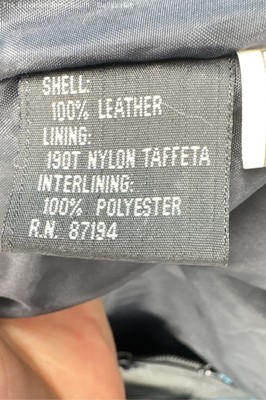 SHELL:
100% LEATHER
LINING:
190T NYLON TAFFETA
INTERLINING:
100% POLYESTER
R.N. 87194